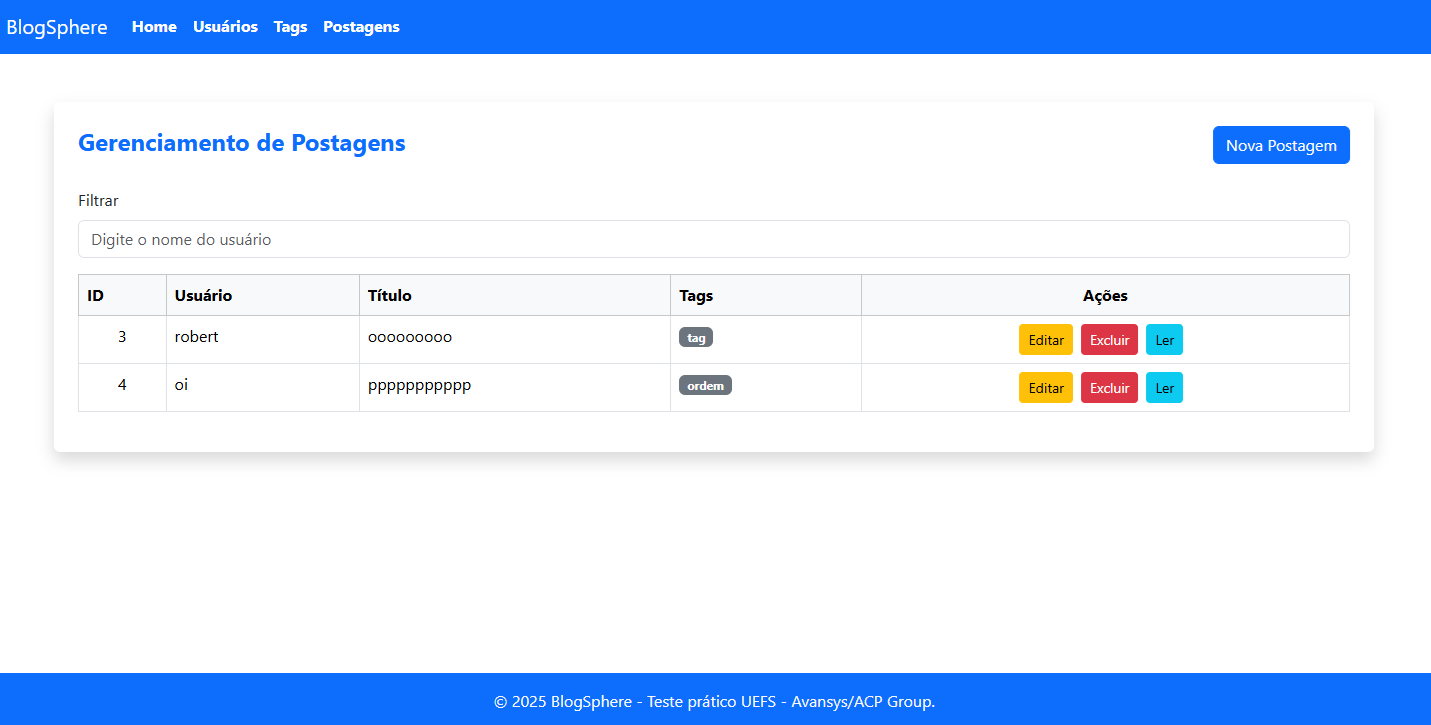 BlogSphere Home Usuários Tags Postagens
Gerenciamento de Postagens Nova Postagem
Filtrar
Digite o nome do usuário
ID Usuário Título Tags Ações
3 robert ooooooooo tag Editar Excluir Ler
4 oi ppppppppppp ordem Editar Excluir Ler
© 2025 BlogSphere - Teste prático UEFS - Avansys/ACP Group.